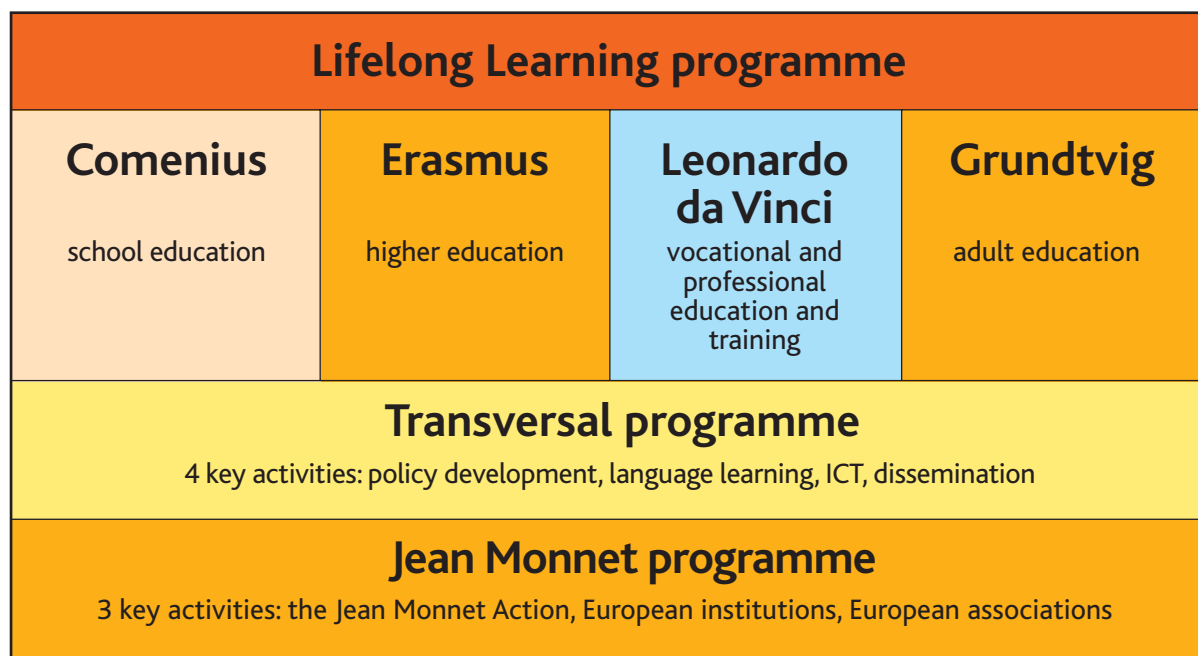 Lifelong Learning programme
Comenius
school education
Erasmus
higher education
Leonardo
da Vinci
vocational and
professional
education and
training
Grundtvig
adult education
Transversal programme
4 key activities: policy development, language learning, ICT, dissemination
Jean Monnet programme
3 key activities: the Jean Monnet Action, European institutions, European associations